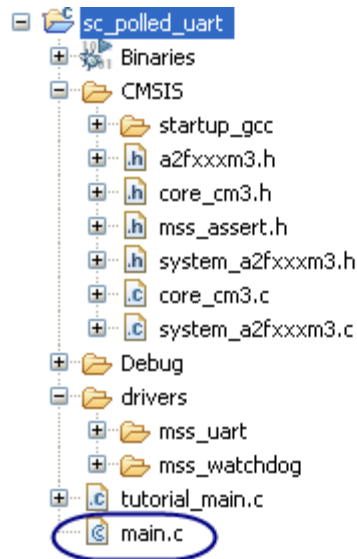 sc_polled_uart
Binaries
CMSIS
startup_gcc
a2fxxxm3.h
core_cm3.h
mss_assert.h
system_a2fxxxm3.h
core_cm3.c
system_a2fxxxm3.c
Debug
drivers
mss_uart
mss_watchdog
tutorial_main.c
main.c